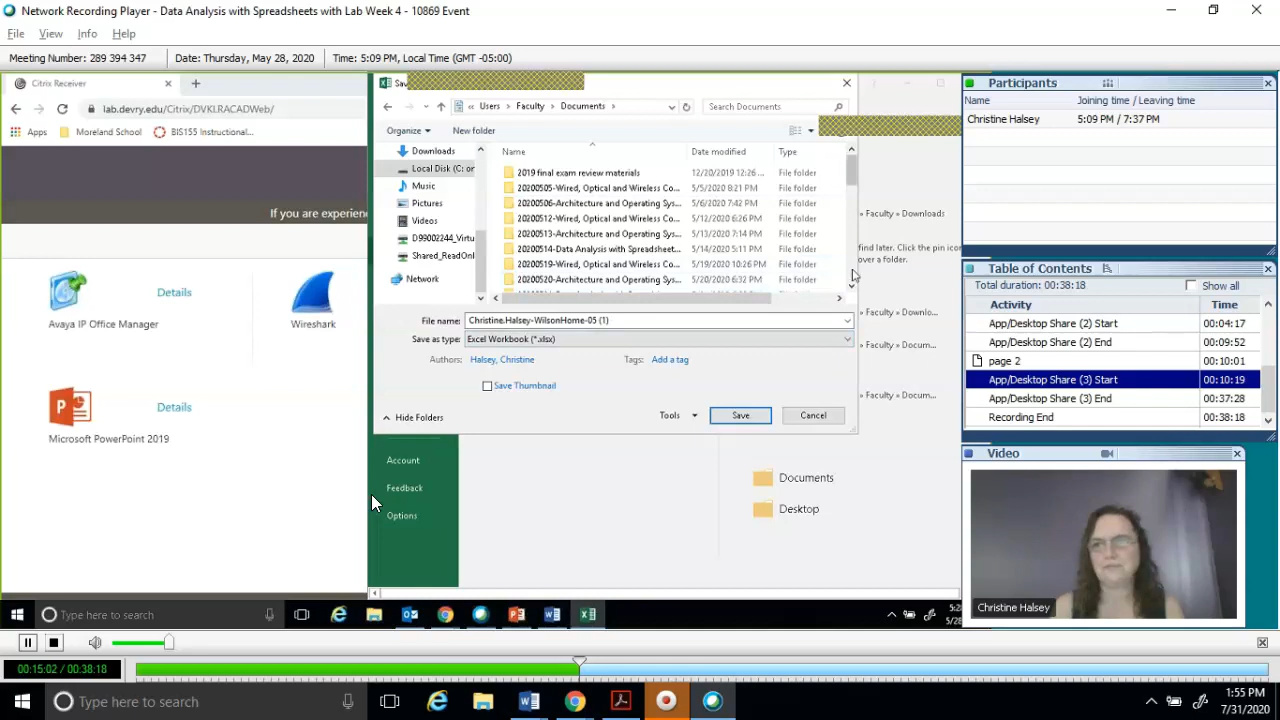 Network Recording Player - Data Analysis with Spreadsheets with Lab Week 4 - 10869 Event
File View Info Help
Meeting Number: 289 394 347 Date: Thursday, May 28, 2020 Time: 5:09 PM, Local Time (GMT -05:00)
Citrix Receiver
lab.devry.edu/Citrix/DVKLRACADWeb/
Apps Moreland School BIS155 Instructional...
If you are experien
Details
Avaya IP Office Manager
Wireshark
Details
Microsoft PowerPoint 2019
Users Faculty Documents
Search Documents
Organize New folder
Downloads
Local Disk (C: on
Music
Pictures
Videos
D99002244_Virtu
Shared_ReadOnl
Network
Name Date modified Type
2019 final exam review materials 12/20/2019 12:26 ... File folder
20200505-Wired, Optical and Wireless Co... 5/5/2020 8:21 PM File folder
20200506-Architecture and Operating Sys... 5/6/2020 7:42 PM File folder
20200512-Wired, Optical and Wireless Co... 5/12/2020 6:26 PM File folder
20200513-Architecture and Operating Sys... 5/13/2020 7:14 PM File folder
20200514-Data Analysis with Spreadsheet... 5/14/2020 5:11 PM File folder
20200519-Wired, Optical and Wireless Co... 5/19/2020 10:26 PM File folder
20200520-Architecture and Operating Sys... 5/20/2020 6:32 PM File folder
File name: Christine.Halsey-WilsonHome-05 (1)
Save as type: Excel Workbook (*.xlsx)
Authors: Halsey, Christine Tags: Add a tag
Save Thumbnail
Hide Folders Tools Save Cancel
» Faculty » Downloads
find later. Click the pin icon
over a folder.
» Faculty » Downlo...
» Faculty » Docum...
» Faculty » Docum...
Account
Feedback
Options
Documents
Desktop
Type here to search
Participants
Name Joining time / Leaving time
Christine Halsey 5:09 PM / 7:37 PM
Table of Contents
Total duration: 00:38:18 Show all
Activity Time
App/Desktop Share (2) Start 00:04:17
App/Desktop Share (2) End 00:09:52
page 2 00:10:01
App/Desktop Share (3) Start 00:10:19
App/Desktop Share (3) End 00:37:28
Recording End 00:38:18
Video
Christine Halsey
00:15:02 / 00:38:18
Type here to search
1:55 PM
7/31/2020